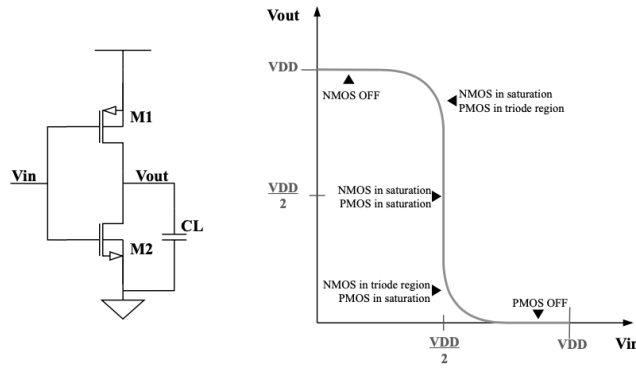 M1
Vin
Vout
CL
M2
Vout
VDD
NMOS OFF
NMOS in saturation
PMOS in triode region
VDD
2
NMOS in saturation
PMOS in saturation
NMOS in triode region
PMOS in saturation
PMOS OFF
VDD
2
VDD
Vin